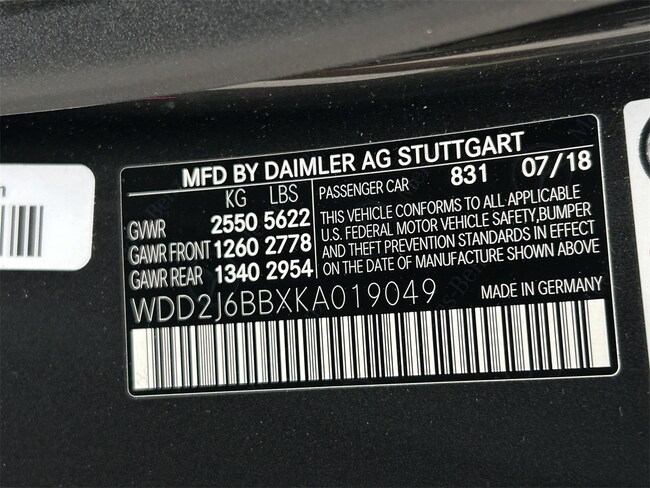 MFD BY DAIMLER AG STUTTGART
KG LBS
GVWR 2550 5622
GAWR FRONT 1260 2778
GAWR REAR 1340 2954
PASSENGER CAR 831 07/18
THIS VEHICLE CONFORMS TO ALL APPLICABLE
U.S. FEDERAL MOTOR VEHICLE SAFETY,BUMPER
AND THEFT PREVENTION STANDARDS IN EFFECT
ON THE DATE OF MANUFACTURE SHOWN ABOVE
WDD2J6BBXKA019049
MADE IN GERMANY